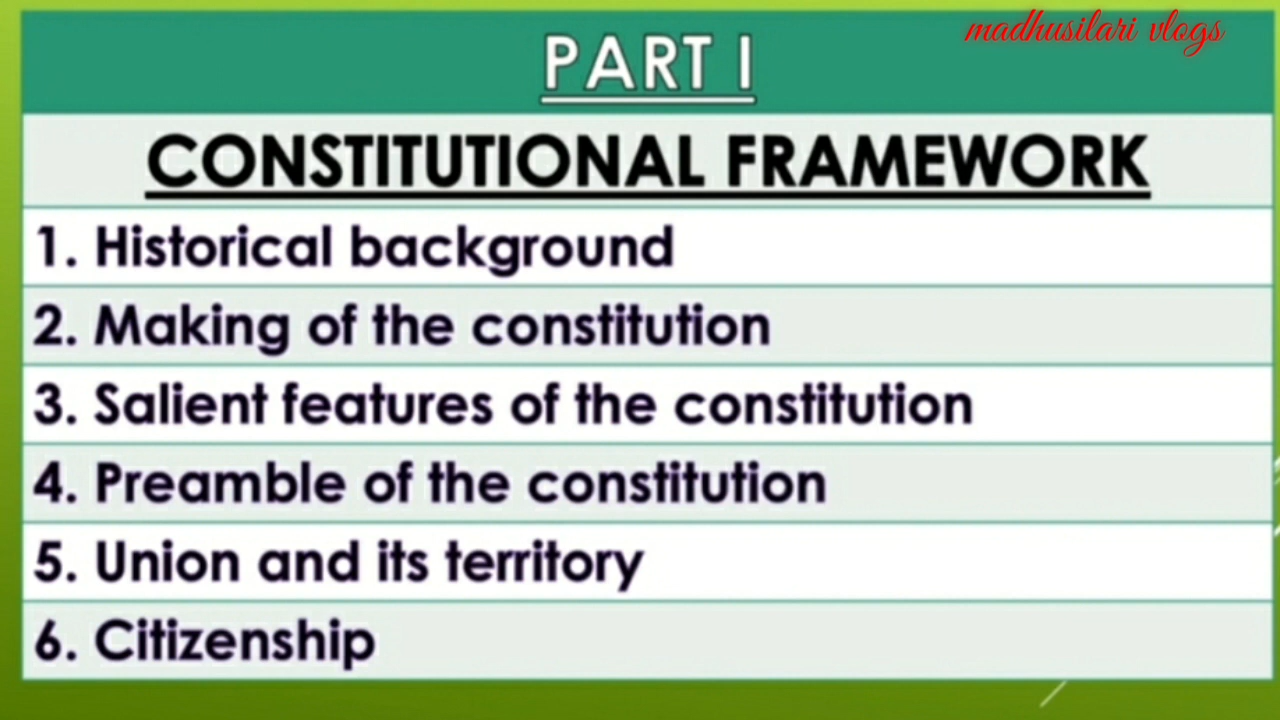 madhusilari vlogs
PART I
CONSTITUTIONAL FRAMEWORK
1. Historical background
2. Making of the constitution
3. Salient features of the constitution
4. Preamble of the constitution
5. Union and its territory
6. Citizenship